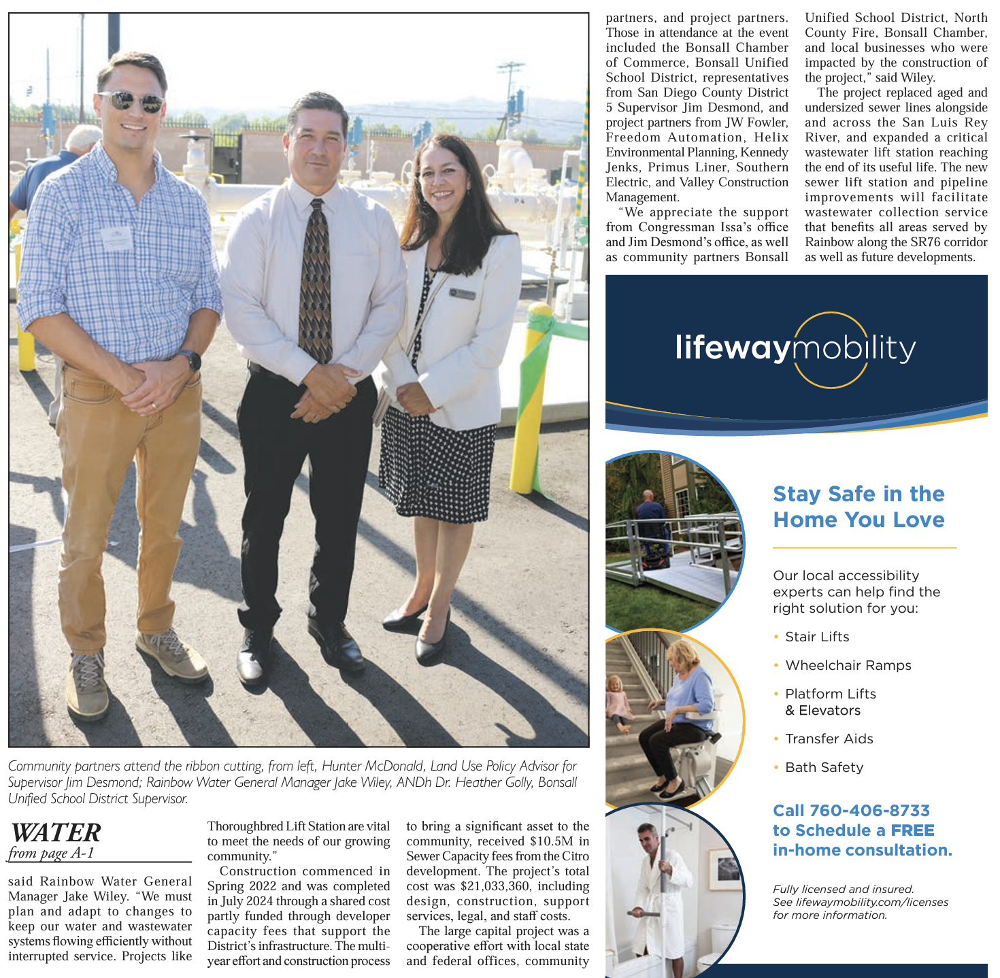 Community partners attend the ribbon cutting, from left, Hunter McDonald, Land Use Policy Advisor for
Supervisor Jim Desmond; Rainbow Water General Manager Jake Wiley, ANDh Dr. Heather Golly, Bonsall
Unified School District Supervisor.
WATER
from page A-1
said Rainbow Water General
Manager Jake Wiley. “We must
plan and adapt to changes to
keep our water and wastewater
systems flowing efficiently without
interrupted service. Projects like
Thoroughbred Lift Station are vital
to meet the needs of our growing
community.”
Construction commenced in
Spring 2022 and was completed
in July 2024 through a shared cost
partly funded through developer
capacity fees that support the
District’s infrastructure. The multi-
year effort and construction process
to bring a significant asset to the
community, received $10.5M in
Sewer Capacity fees from the Citro
development. The project’s total
cost was $21,033,360, including
design, construction, support
services, legal, and staff costs.
The large capital project was a
cooperative effort with local state
and federal offices, community
partners, and project partners.
Those in attendance at the event
included the Bonsall Chamber
of Commerce, Bonsall Unified
School District, representatives
from San Diego County District
5 Supervisor Jim Desmond, and
project partners from JW Fowler,
Freedom Automation, Helix
Environmental Planning, Kennedy
Jenks, Primus Liner, Southern
Electric, and Valley Construction
Management.
“We appreciate the support
from Congressman Issa’s office
and Jim Desmond’s office, as well
as community partners Bonsall
Unified School District, North
County Fire, Bonsall Chamber,
and local businesses who were
impacted by the construction of
the project,” said Wiley.
The project replaced aged and
undersized sewer lines alongside
and across the San Luis Rey
River, and expanded a critical
wastewater lift station reaching
the end of its useful life. The new
sewer lift station and pipeline
improvements will facilitate
wastewater collection service
that benefits all areas served by
Rainbow along the SR76 corridor
as well as future developments.
lifewaymobility
Stay Safe in the
Home You Love
Our local accessibility
experts can help find the
right solution for you:
• Stair Lifts
• Wheelchair Ramps
• Platform Lifts
& Elevators
• Transfer Aids
• Bath Safety
Call 760-406-8733
to Schedule a FREE
in-home consultation.
Fully licensed and insured.
See lifewaymobility.com/licenses
for more information.